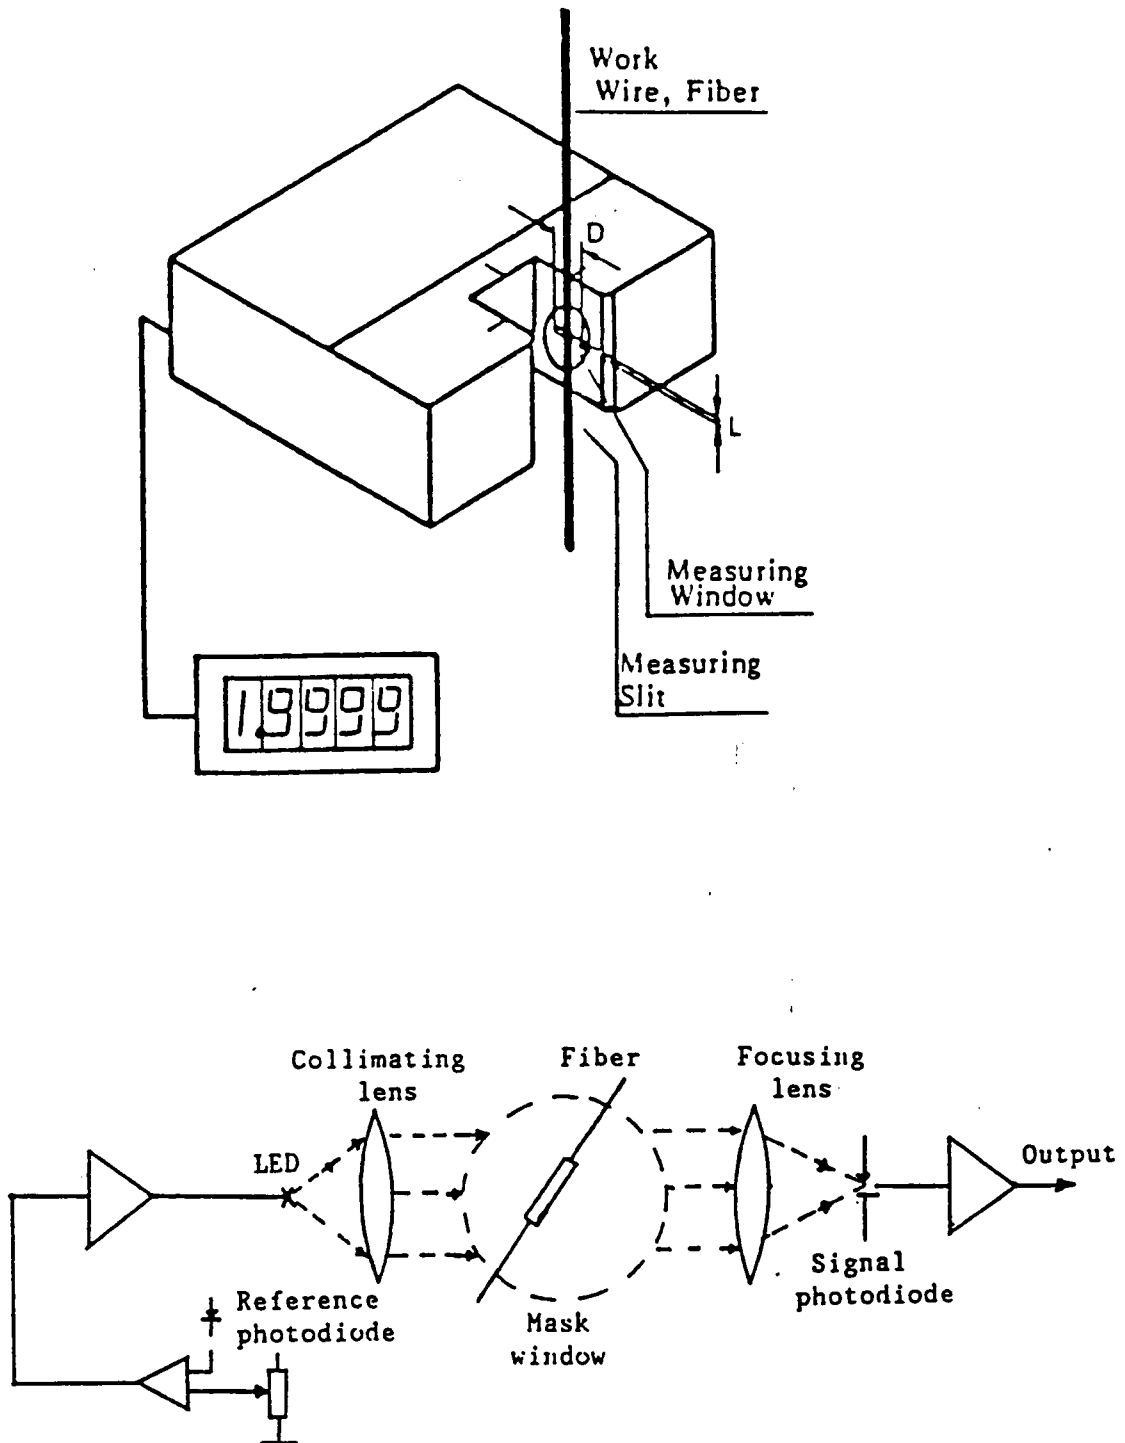 Work
Wire, Fiber
D
L
Measuring
Window
Measuring
Slit
1.9999
Collimating
lens
Fiber
Focusing
lens
LED
Output
Signal
photodiode
Reference
photodiode
Mask
window